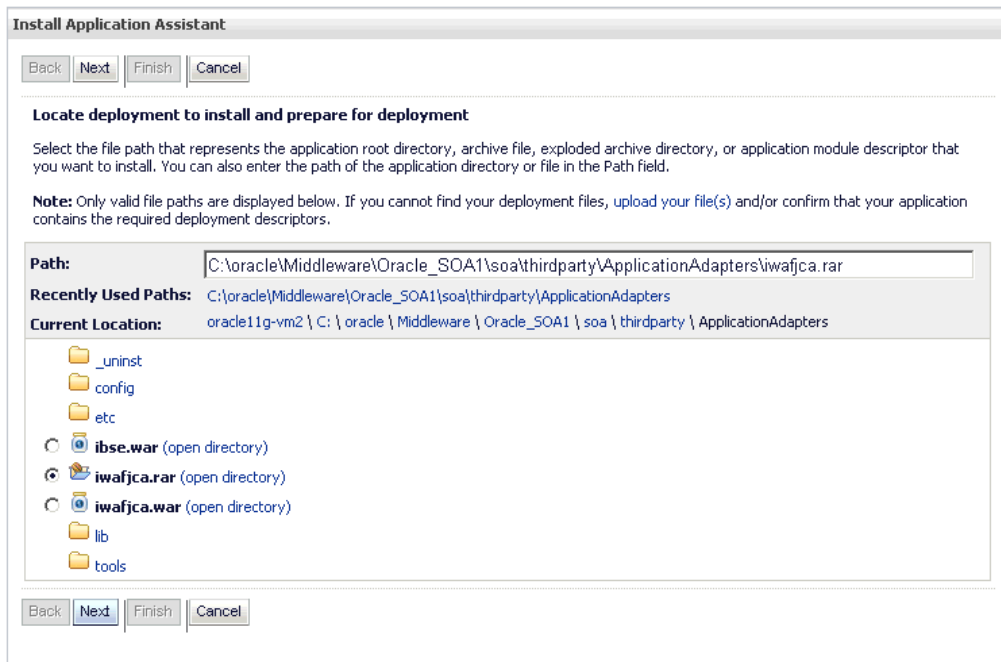 Install Application Assistant
Back Next Finish Cancel
Locate deployment to install and prepare for deployment
Select the file path that represents the application root directory, archive file, exploded archive directory, or application module descriptor that
you want to install. You can also enter the path of the application directory or file in the Path field.
Note: Only valid file paths are displayed below. If you cannot find your deployment files, upload your file(s) and/or confirm that your application
contains the required deployment descriptors.
Path: C:\oracle\Middleware\Oracle_SOA1\soa\thirdparty\ApplicationAdapters\iwafjca.rar
Recently Used Paths: C:\oracle\Middleware\Oracle_SOA1\soa\thirdparty\ApplicationAdapters
Current Location: oracle11g-vm2 \ C: \ oracle \ Middleware \ Oracle_SOA1 \ soa \ thirdparty \ ApplicationAdapters
_uninst
config
etc
ibse.war (open directory)
iwafjca.rar (open directory)
iwafjca.war (open directory)
lib
tools
Back Next Finish Cancel